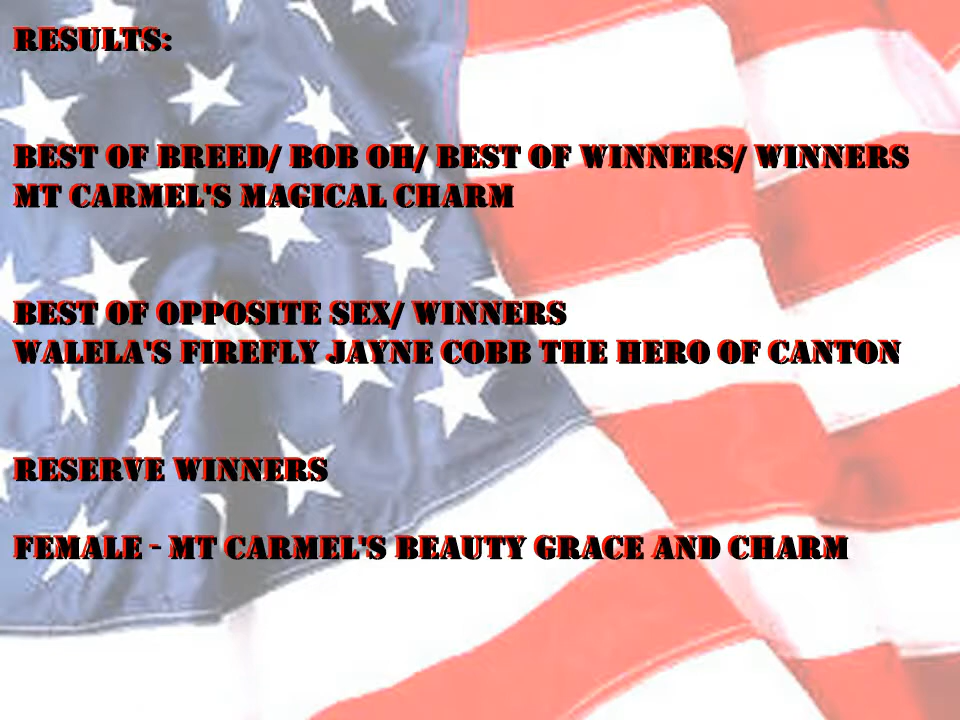 RESULTS:
BEST OF BREED/ BOB OH/ BEST OF WINNERS/ WINNERS
MT CARMEL'S MAGICAL CHARM
BEST OF OPPOSITE SEX/ WINNERS
WALELA'S FIREFLY JAYNE COBB THE HERO OF CANTON
RESERVE WINNERS
FEMALE - MT CARMEL'S BEAUTY GRACE AND CHARM